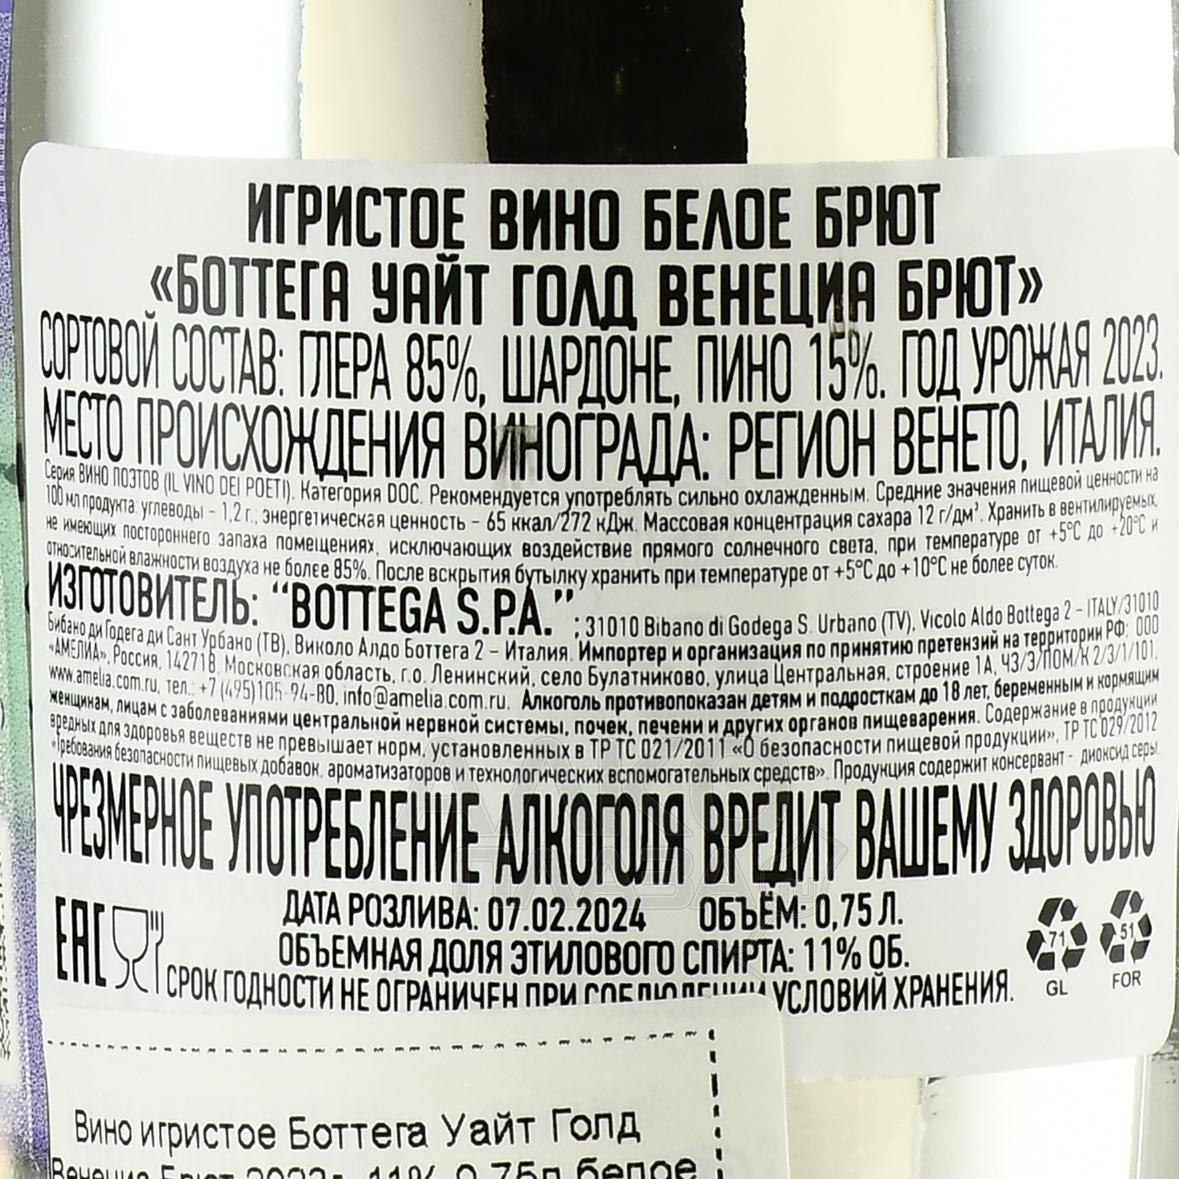 ИГРИСТОЕ ВИНО БЕЛОЕ БРЮТ
«БОТТЕГА УАЙТ ГОЛД ВЕНЕЦИА БРЮТ»
СОРТОВОЙ СОСТАВ: ГЛЕРА 85%, ШАРДОНЕ, ПИНО 15%. ГОД УРОЖАЯ 2023.
МЕСТО ПРОИСХОЖДЕНИЯ ВИНОГРАДА: РЕГИОН ВЕНЕТО, ИТАЛИЯ.
Серия ВИНО ПОЭТОВ (IL VINO DEI POETI). Категория DOC. Рекомендуется употреблять сильно охлажденным. Средние значения пищевой ценности на
100 мл продукта: углеводы – 1,2 г.; энергетическая ценность – 65 ккал/272 кДж. Массовая концентрация сахара 12 г/дм³. Хранить в вентилируемых,
не имеющих постороннего запаха помещениях, исключающих воздействие прямого солнечного света, при температуре от +5°С до +20°С и
относительной влажности воздуха не более 85%. После вскрытия бутылку хранить при температуре от +5°С до +10°С не более суток.
ИЗГОТОВИТЕЛЬ: "BOTTEGA S.P.A."; 31010 Bibano di Godega S. Urbano (TV), Vicolo Aldo Bottega 2 – ITALY/31010
Бибано ди Годега ди Сант Урбано (ТВ), Виколо Алдо Боттега 2 – Италия. Импортер и организация по принятию претензий на территории РФ: ООО
«АМЕЛИА», Россия, 142718, Московская область, г.о. Ленинский, село Булатниково, улица Центральная, строение 1А, ЧЗ/Э/ПОМ/К 2/3/1/101,
www.amelia.com.ru, тел.: +7 (495)105-94-80, info@amelia.com.ru. Алкоголь противопоказан детям и подросткам до 18 лет, беременным и кормящим
женщинам, лицам с заболеваниями центральной нервной системы, почек, печени и других органов пищеварения. Содержание в продукции
вредных для здоровья веществ не превышает норм, установленных в ТР ТС 021/2011 «О безопасности пищевой продукции», ТР ТС 029/2012
«Требования безопасности пищевых добавок, ароматизаторов и технологических вспомогательных средств». Продукция содержит консервант - диоксид серы.
ЧРЕЗМЕРНОЕ УПОТРЕБЛЕНИЕ АЛКОГОЛЯ ВРЕДИТ ВАШЕМУ ЗДОРОВЬЮ
ДАТА РОЗЛИВА: 07.02.2024 ОБЪЁМ: 0,75 Л.
ОБЪЕМНАЯ ДОЛЯ ЭТИЛОВОГО СПИРТА: 11% ОБ.
EAC
СРОК ГОДНОСТИ НЕ ОГРАНИЧЕН ПРИ СОБЛЮДЕНИИ УСЛОВИЙ ХРАНЕНИЯ.
71 51
GL FOR
Вино игристое Боттега Уайт Голд
Венеция Брют 2023г. 11% 0,75л белое